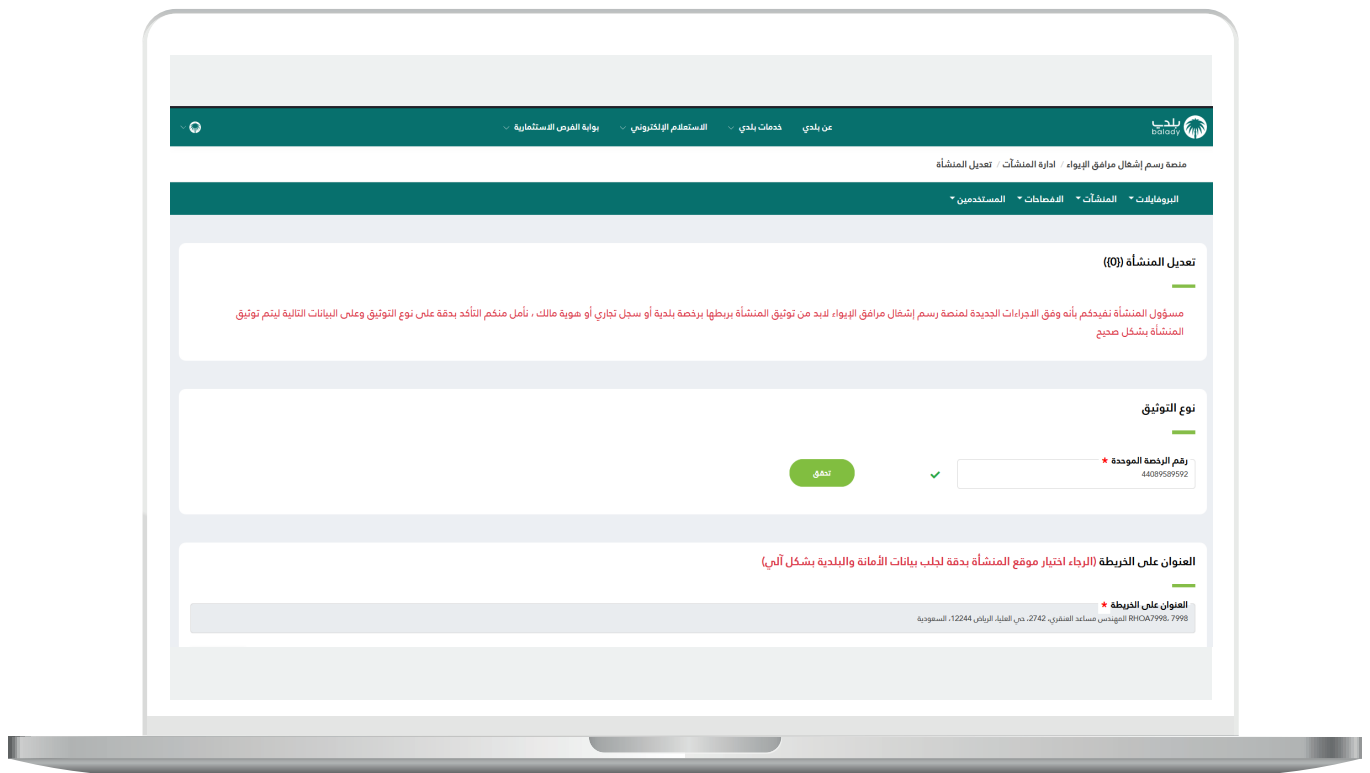 بلدي
balady
عن بلدي
خدمات بلدي
الاستعلام الإلكتروني
بوابة الفرص الاستثمارية
منصة رسم إشغال مرافق الإيواء / ادارة المنشآت / تعديل المنشأة
البروفايلات
المنشآت
الافصاحات
المستخدمين
تعديل المنشأة ({0})
مسؤول المنشأة نفيدكم بأنه وفق الاجراءات الجديدة لمنصة رسم إشغال مرافق الإيواء لابد من توثيق المنشأة بربطها برخصة بلدية أو سجل تجاري أو هوية مالك ، نأمل منكم التأكد بدقة على نوع التوثيق وعلى البيانات التالية ليتم توثيق
المنشأة بشكل صحيح
نوع التوثيق
رقم الرخصة الموحدة *
44089589592
تحقق
العنوان على الخريطة (الرجاء اختيار موقع المنشأة بدقة لجلب بيانات الأمانة والبلدية بشكل آلي)
العنوان على الخريطة *
RHOA7998، 7998 المهندس مساعد العنقري، 2742، حي العليا، الرياض 12244، السعودية